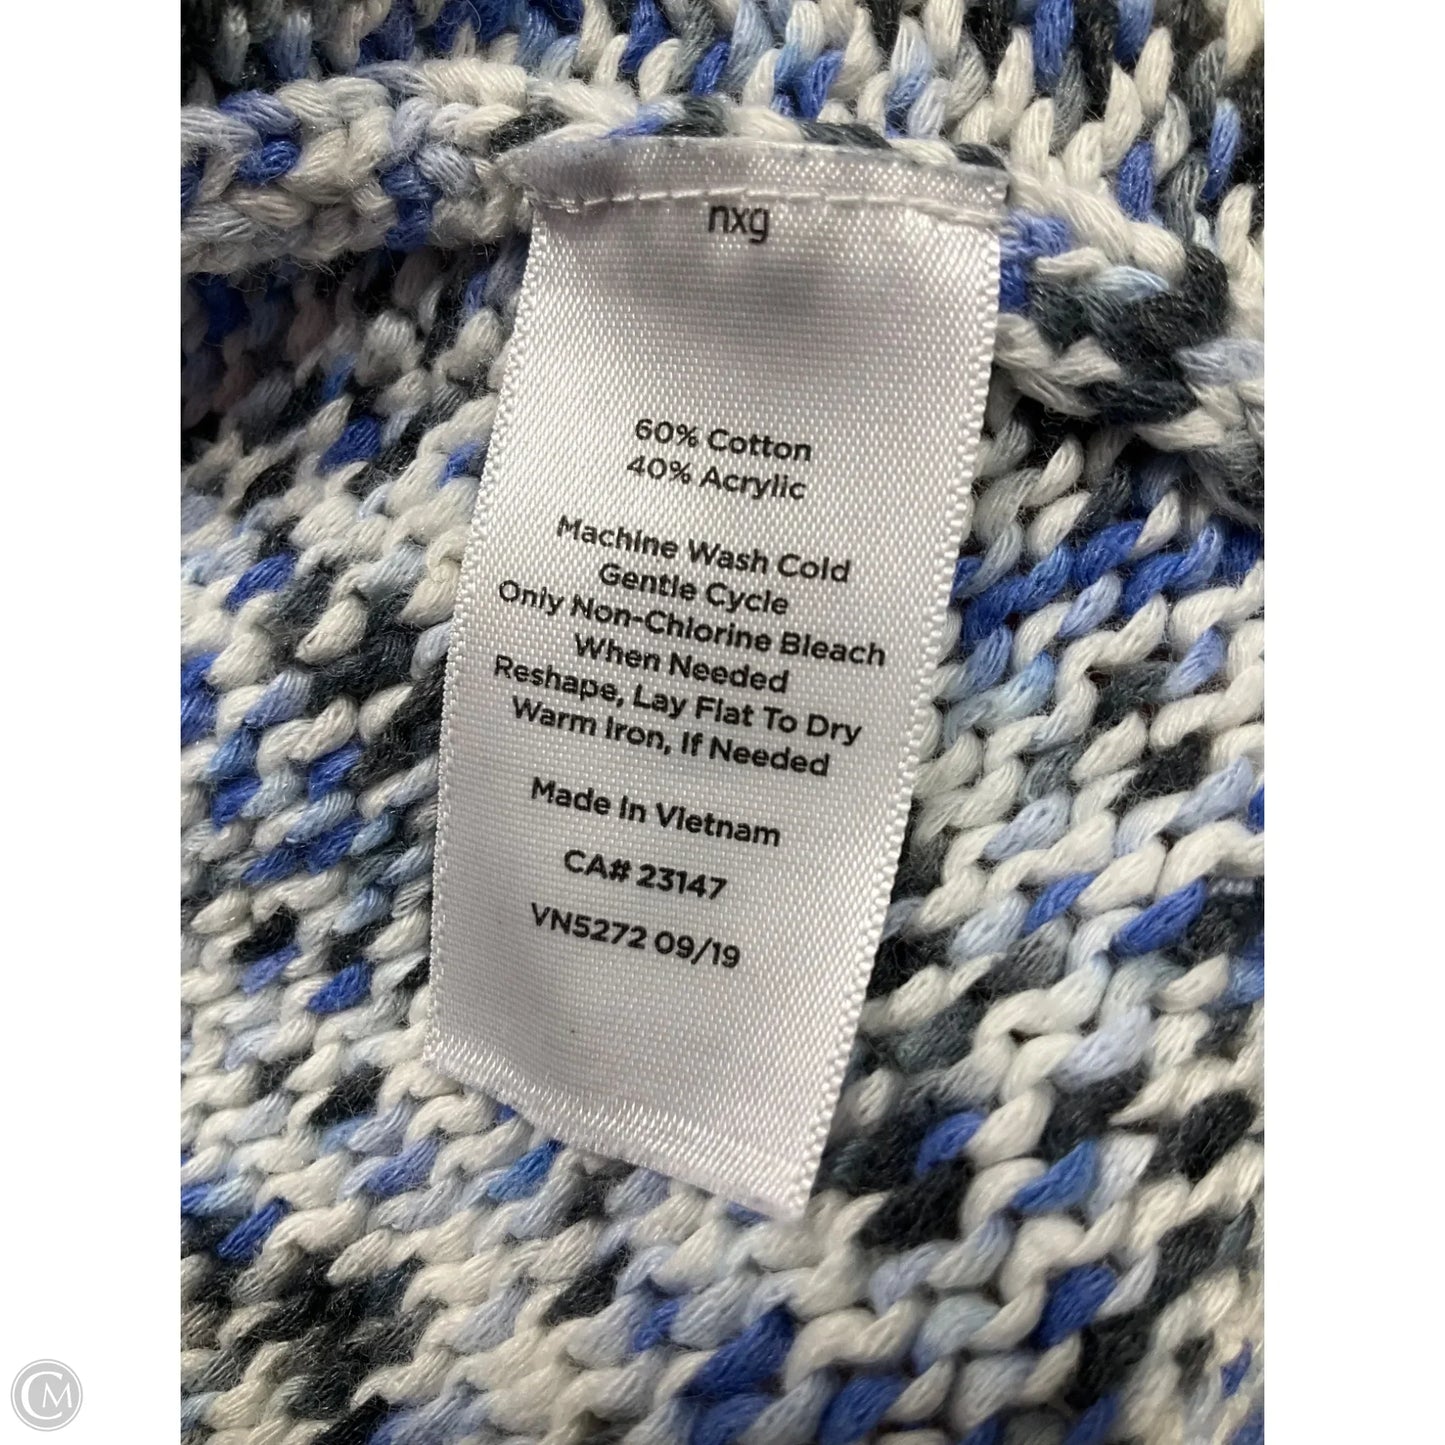 nxg
60% Cotton
40% Acrylic
Machine Wash Cold
Gentle Cycle
Only Non-Chlorine Bleach
When Needed
Reshape, Lay Flat To Dry
Warm Iron, If Needed
Made In Vietnam
CA# 23147
VN5272 09/19
CM